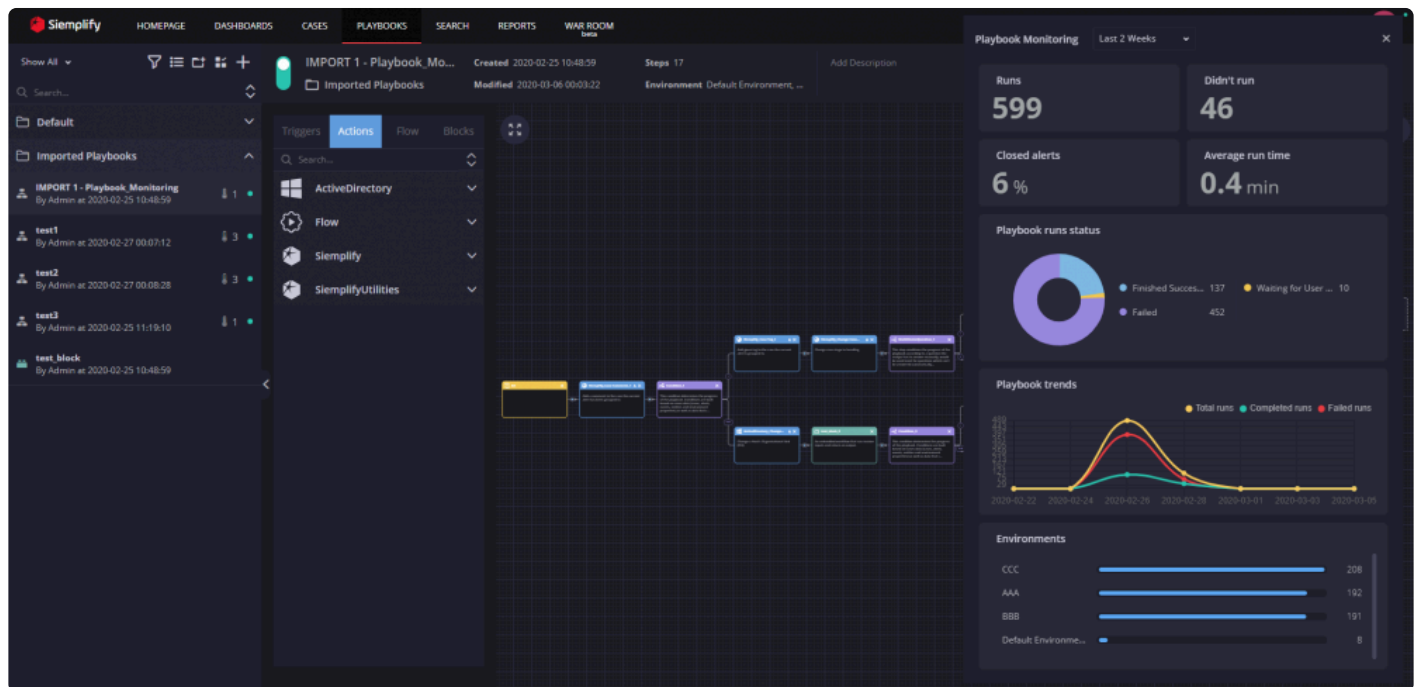 Siemplify
HOMEPAGE
DASHBOARDS
CASES
PLAYBOOKS
SEARCH
REPORTS
WAR ROOM
beta
Show All
Search...
Default
Imported Playbooks
IMPORT 1 - Playbook_Monitoring
By Admin at 2020-02-25 10:48:59
1
test1
By Admin at 2020-02-27 00:07:12
3
test2
By Admin at 2020-02-27 00:08:28
3
test3
By Admin at 2020-02-25 11:19:10
1
test_block
By Admin at 2020-02-25 10:48:59
IMPORT 1 - Playbook_Mo...
Imported Playbooks
Created 2020-02-25 10:48:59
Modified 2020-03-06 00:03:22
Steps 17
Environment Default Environment, ...
Add Description
Triggers
Actions
Flow
Blocks
Search...
ActiveDirectory
Flow
Siemplify
SiemplifyUtilities
Playbook Monitoring
Last 2 Weeks
Runs
599
Didn't run
46
Closed alerts
6 %
Average run time
0.4 min
Playbook runs status
Finished Succes... 137
Waiting for User ... 10
Failed 452
Playbook trends
Total runs
Completed runs
Failed runs
2020-02-22
2020-02-24
2020-02-26
2020-02-28
2020-03-01
2020-03-03
2020-03-05
Environments
CCC 208
AAA 192
BBB 191
Default Environme... 8